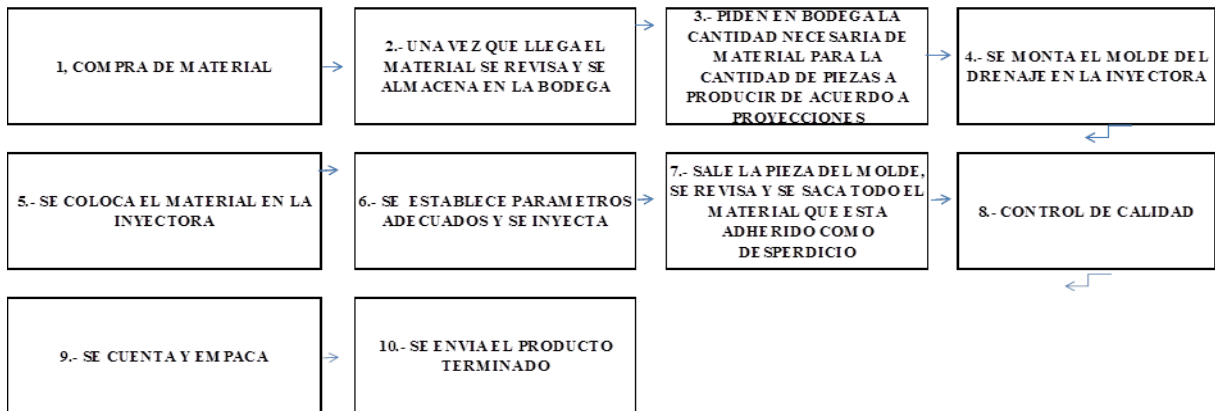 1, COMPRA DE MATERIAL
2.- UNA VEZ QUE LLEGA EL
MATERIAL SE REVISA Y SE
ALMACENA EN LA BODEGA
3.- PIDEN EN BODEGA LA
CANTIDAD NECESARIA DE
MATERIAL PARA LA
CANTIDAD DE PIEZAS A
PRODUCIR DE ACUERDO A
PROYECCIONES
4.- SE MONTA EL MOLDE DEL
DRENAJE EN LA INYECTORA
5.- SE COLOCA EL MATERIAL EN LA
INYECTORA
6.- SE ESTABLECE PARAMETROS
ADECUADOS Y SE INYECTA
7.- SALE LA PIEZA DEL MOLDE,
SE REVISA Y SE SACA TODO EL
MATERIAL QUE ESTA
ADHERIDO COMO
DESPERDICIO
8.- CONTROL DE CALIDAD
9.- SE CUENTA Y EMPACA
10.- SE ENVIA EL PRODUCTO
TERMINADO